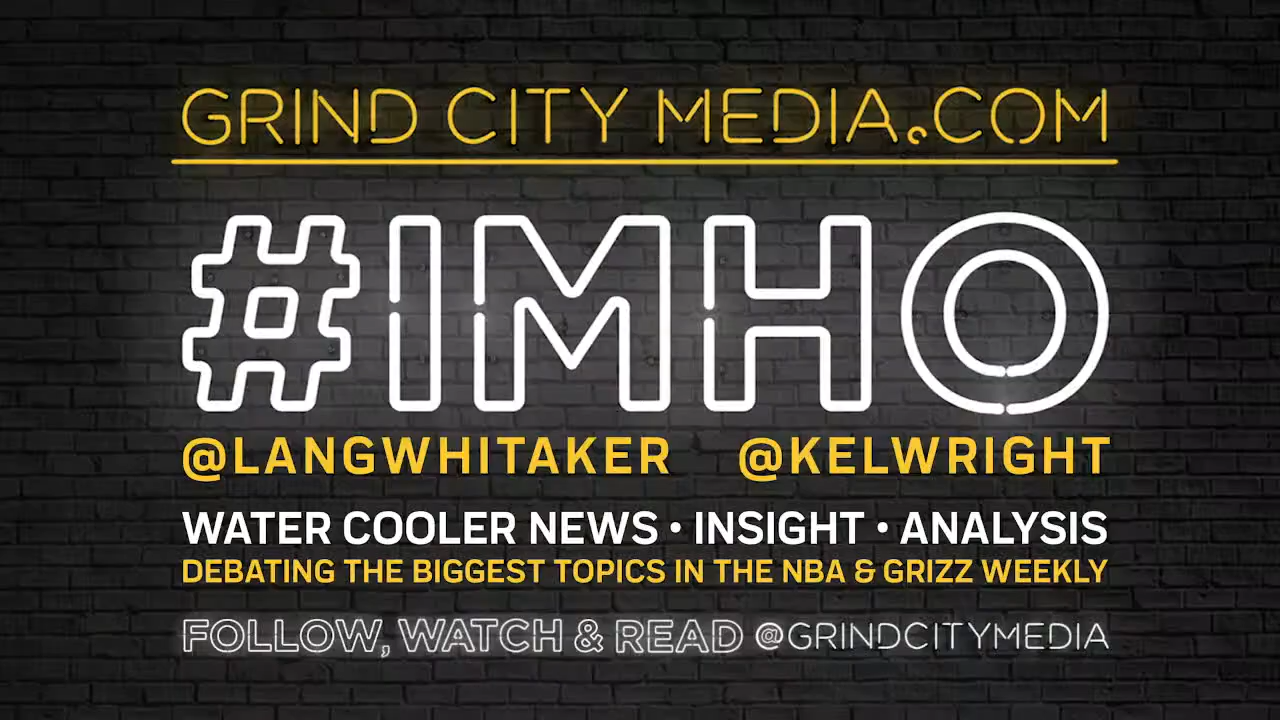 GRIND CITY MEDIA.COM
#IMHO
@LANGWHITAKER @KELWRIGHT
WATER COOLER NEWS • INSIGHT • ANALYSIS
DEBATING THE BIGGEST TOPICS IN THE NBA & GRIZZ WEEKLY
FOLLOW, WATCH & READ @GRINDCITYMEDIA